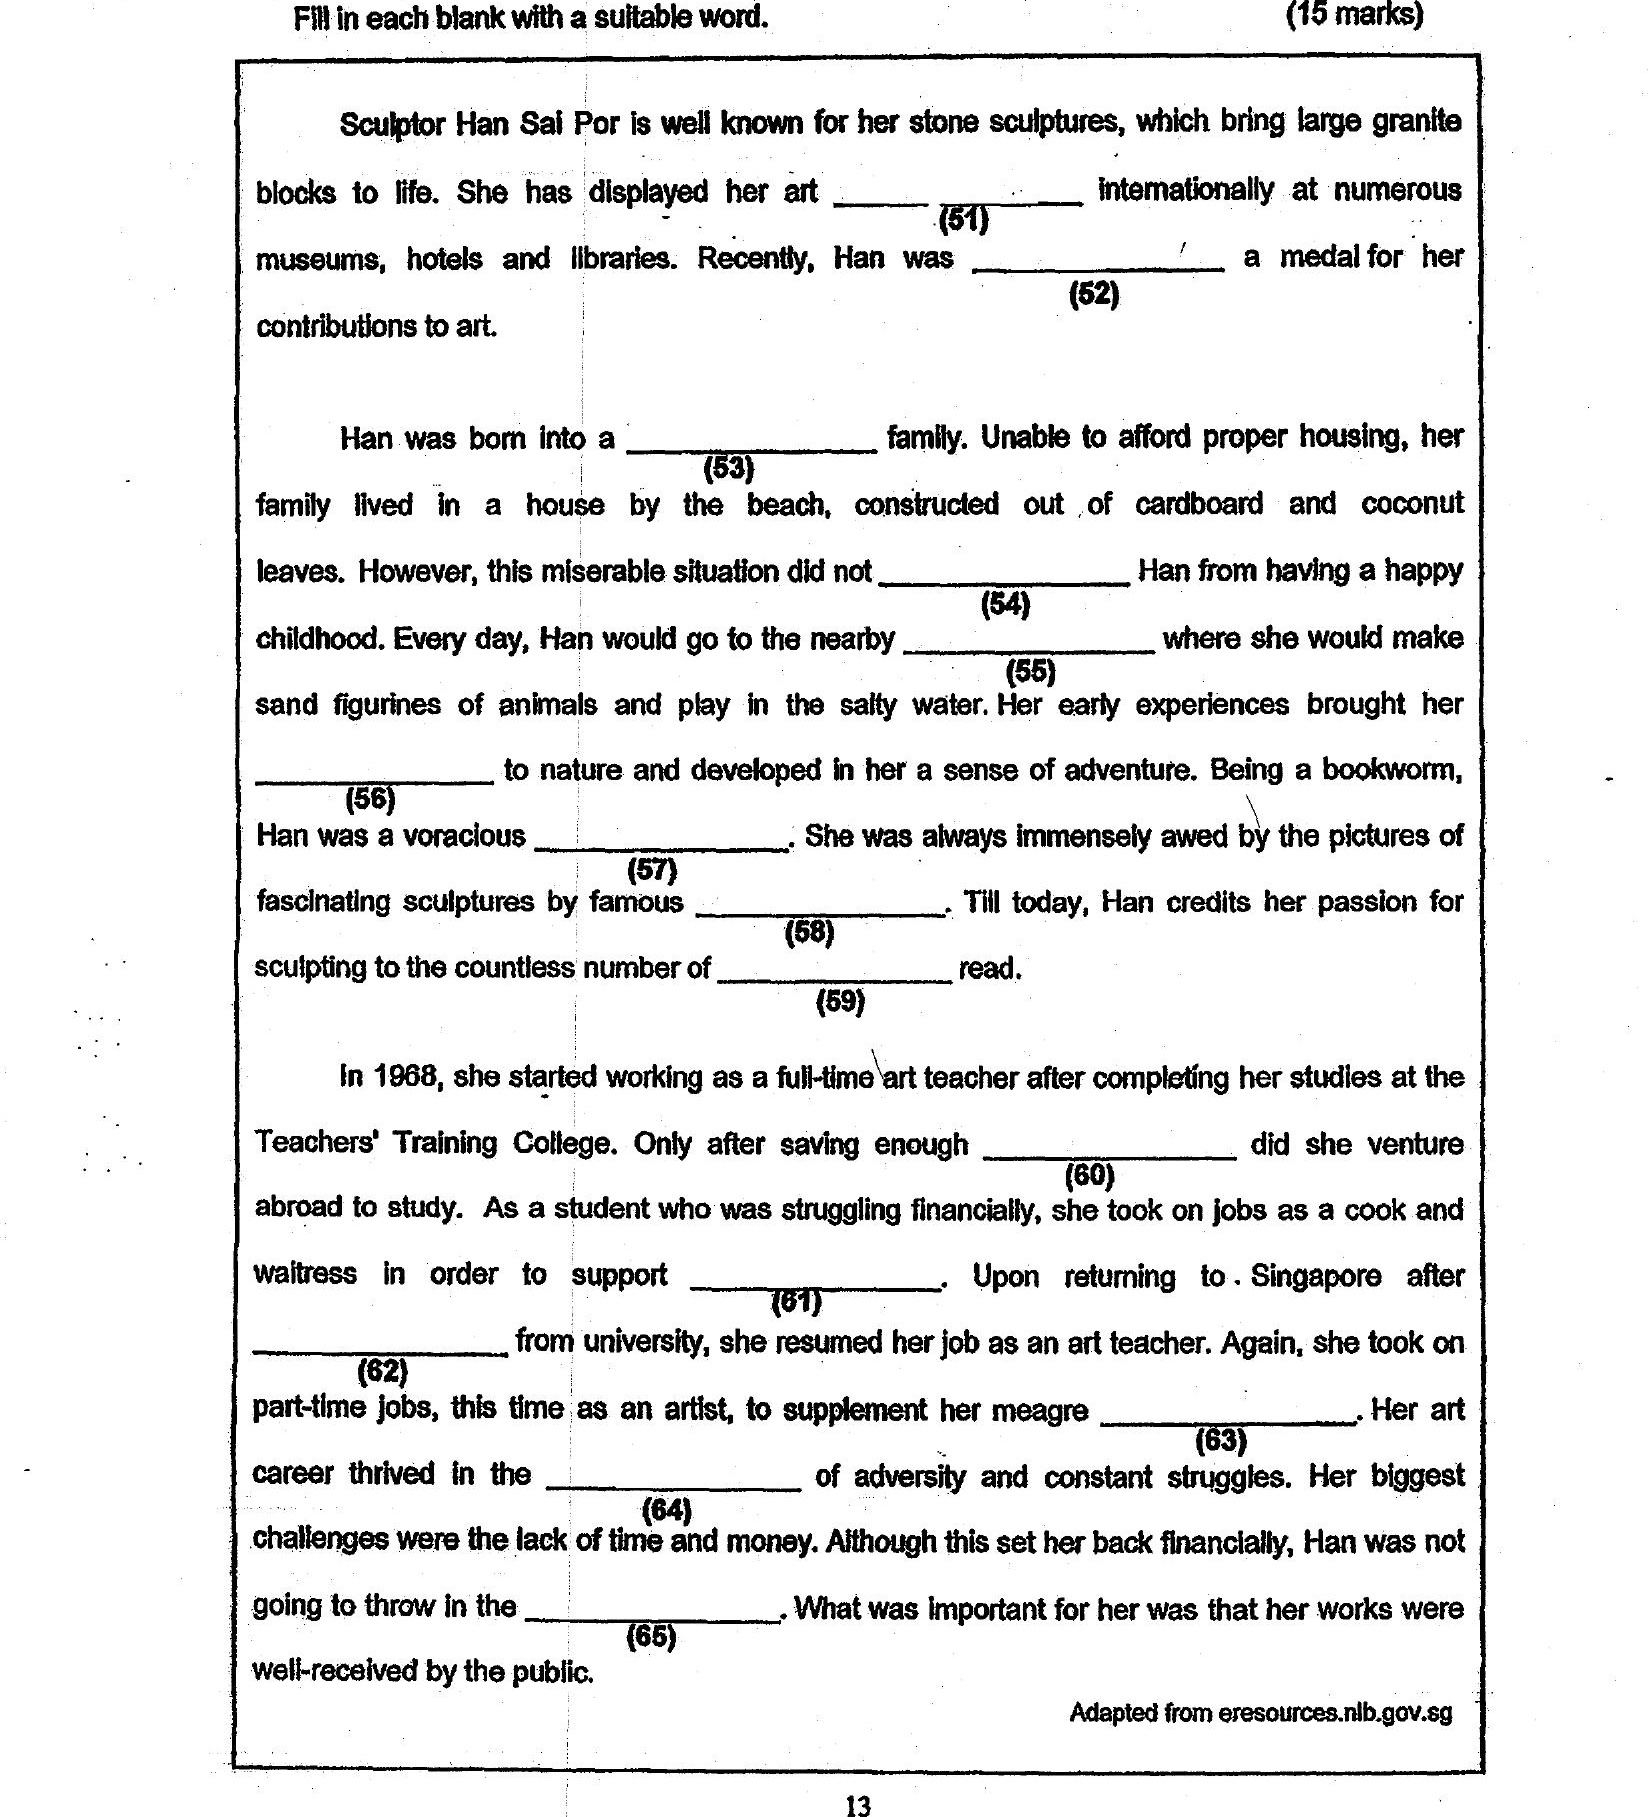 Fill in each blank with a suitable word. (15 marks)
Sculptor Han Sai Por is well known for her stone sculptures, which bring large granite
blocks to life. She has displayed her art ______ internationally at numerous
(51)
museums, hotels and libraries. Recently, Han was ______ a medal for her
(52)
contributions to art.
Han was born into a ______ family. Unable to afford proper housing, her
(53)
family lived in a house by the beach, constructed out of cardboard and coconut
leaves. However, this miserable situation did not ______ Han from having a happy
(54)
childhood. Every day, Han would go to the nearby ______ where she would make
(55)
sand figurines of animals and play in the salty water. Her early experiences brought her
______ to nature and developed in her a sense of adventure. Being a bookworm,
(56)
Han was a voracious ______. She was always immensely awed by the pictures of
(57)
fascinating sculptures by famous ______. Till today, Han credits her passion for
(58)
sculpting to the countless number of ______ read.
(59)
In 1968, she started working as a full-time art teacher after completing her studies at the
Teachers' Training College. Only after saving enough ______ did she venture
(60)
abroad to study. As a student who was struggling financially, she took on jobs as a cook and
waitress in order to support ______. Upon returning to Singapore after
(61)
______ from university, she resumed her job as an art teacher. Again, she took on
(62)
part-time jobs, this time as an artist, to supplement her meagre ______. Her art
(63)
career thrived in the ______ of adversity and constant struggles. Her biggest
(64)
challenges were the lack of time and money. Although this set her back financially, Han was not
going to throw in the ______. What was important for her was that her works were
(65)
well-received by the public.
Adapted from eresources.nlb.gov.sg
13